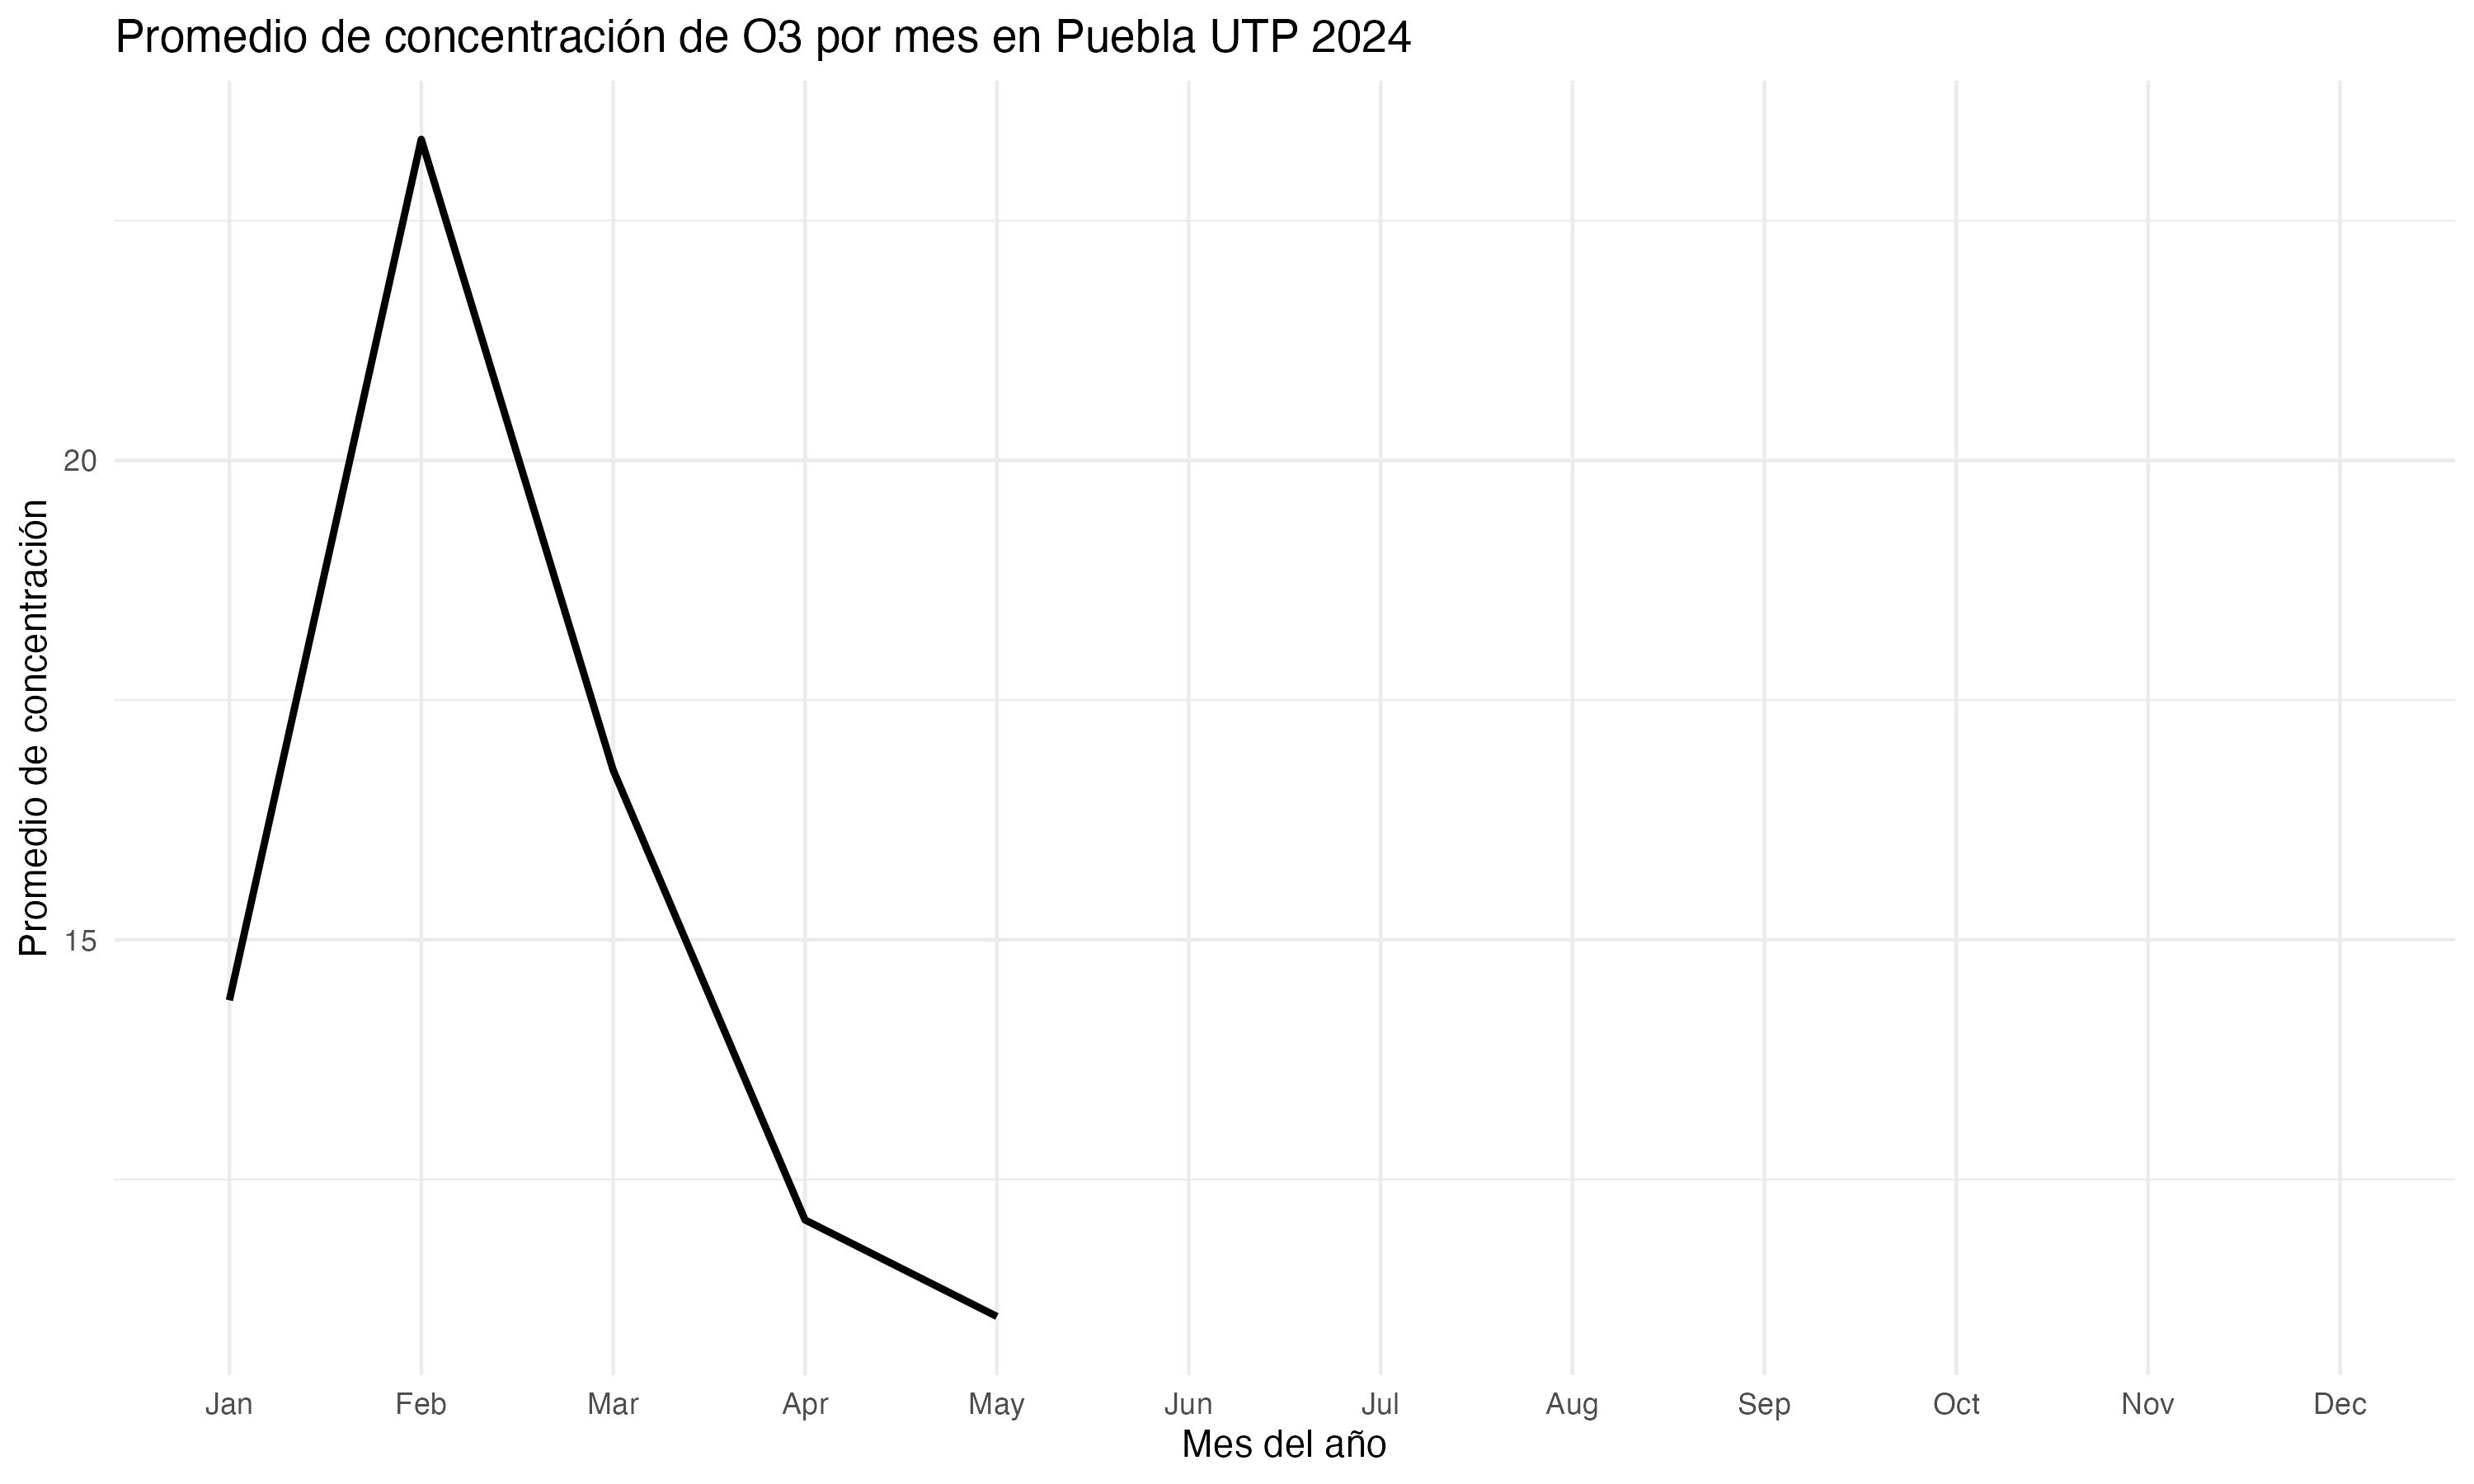 Promedio de concentración de O3 por mes en Puebla UTP 2024
Promedio de concentración
20
15
Jan Feb Mar Apr May Jun Jul Aug Sep Oct Nov Dec
Mes del año